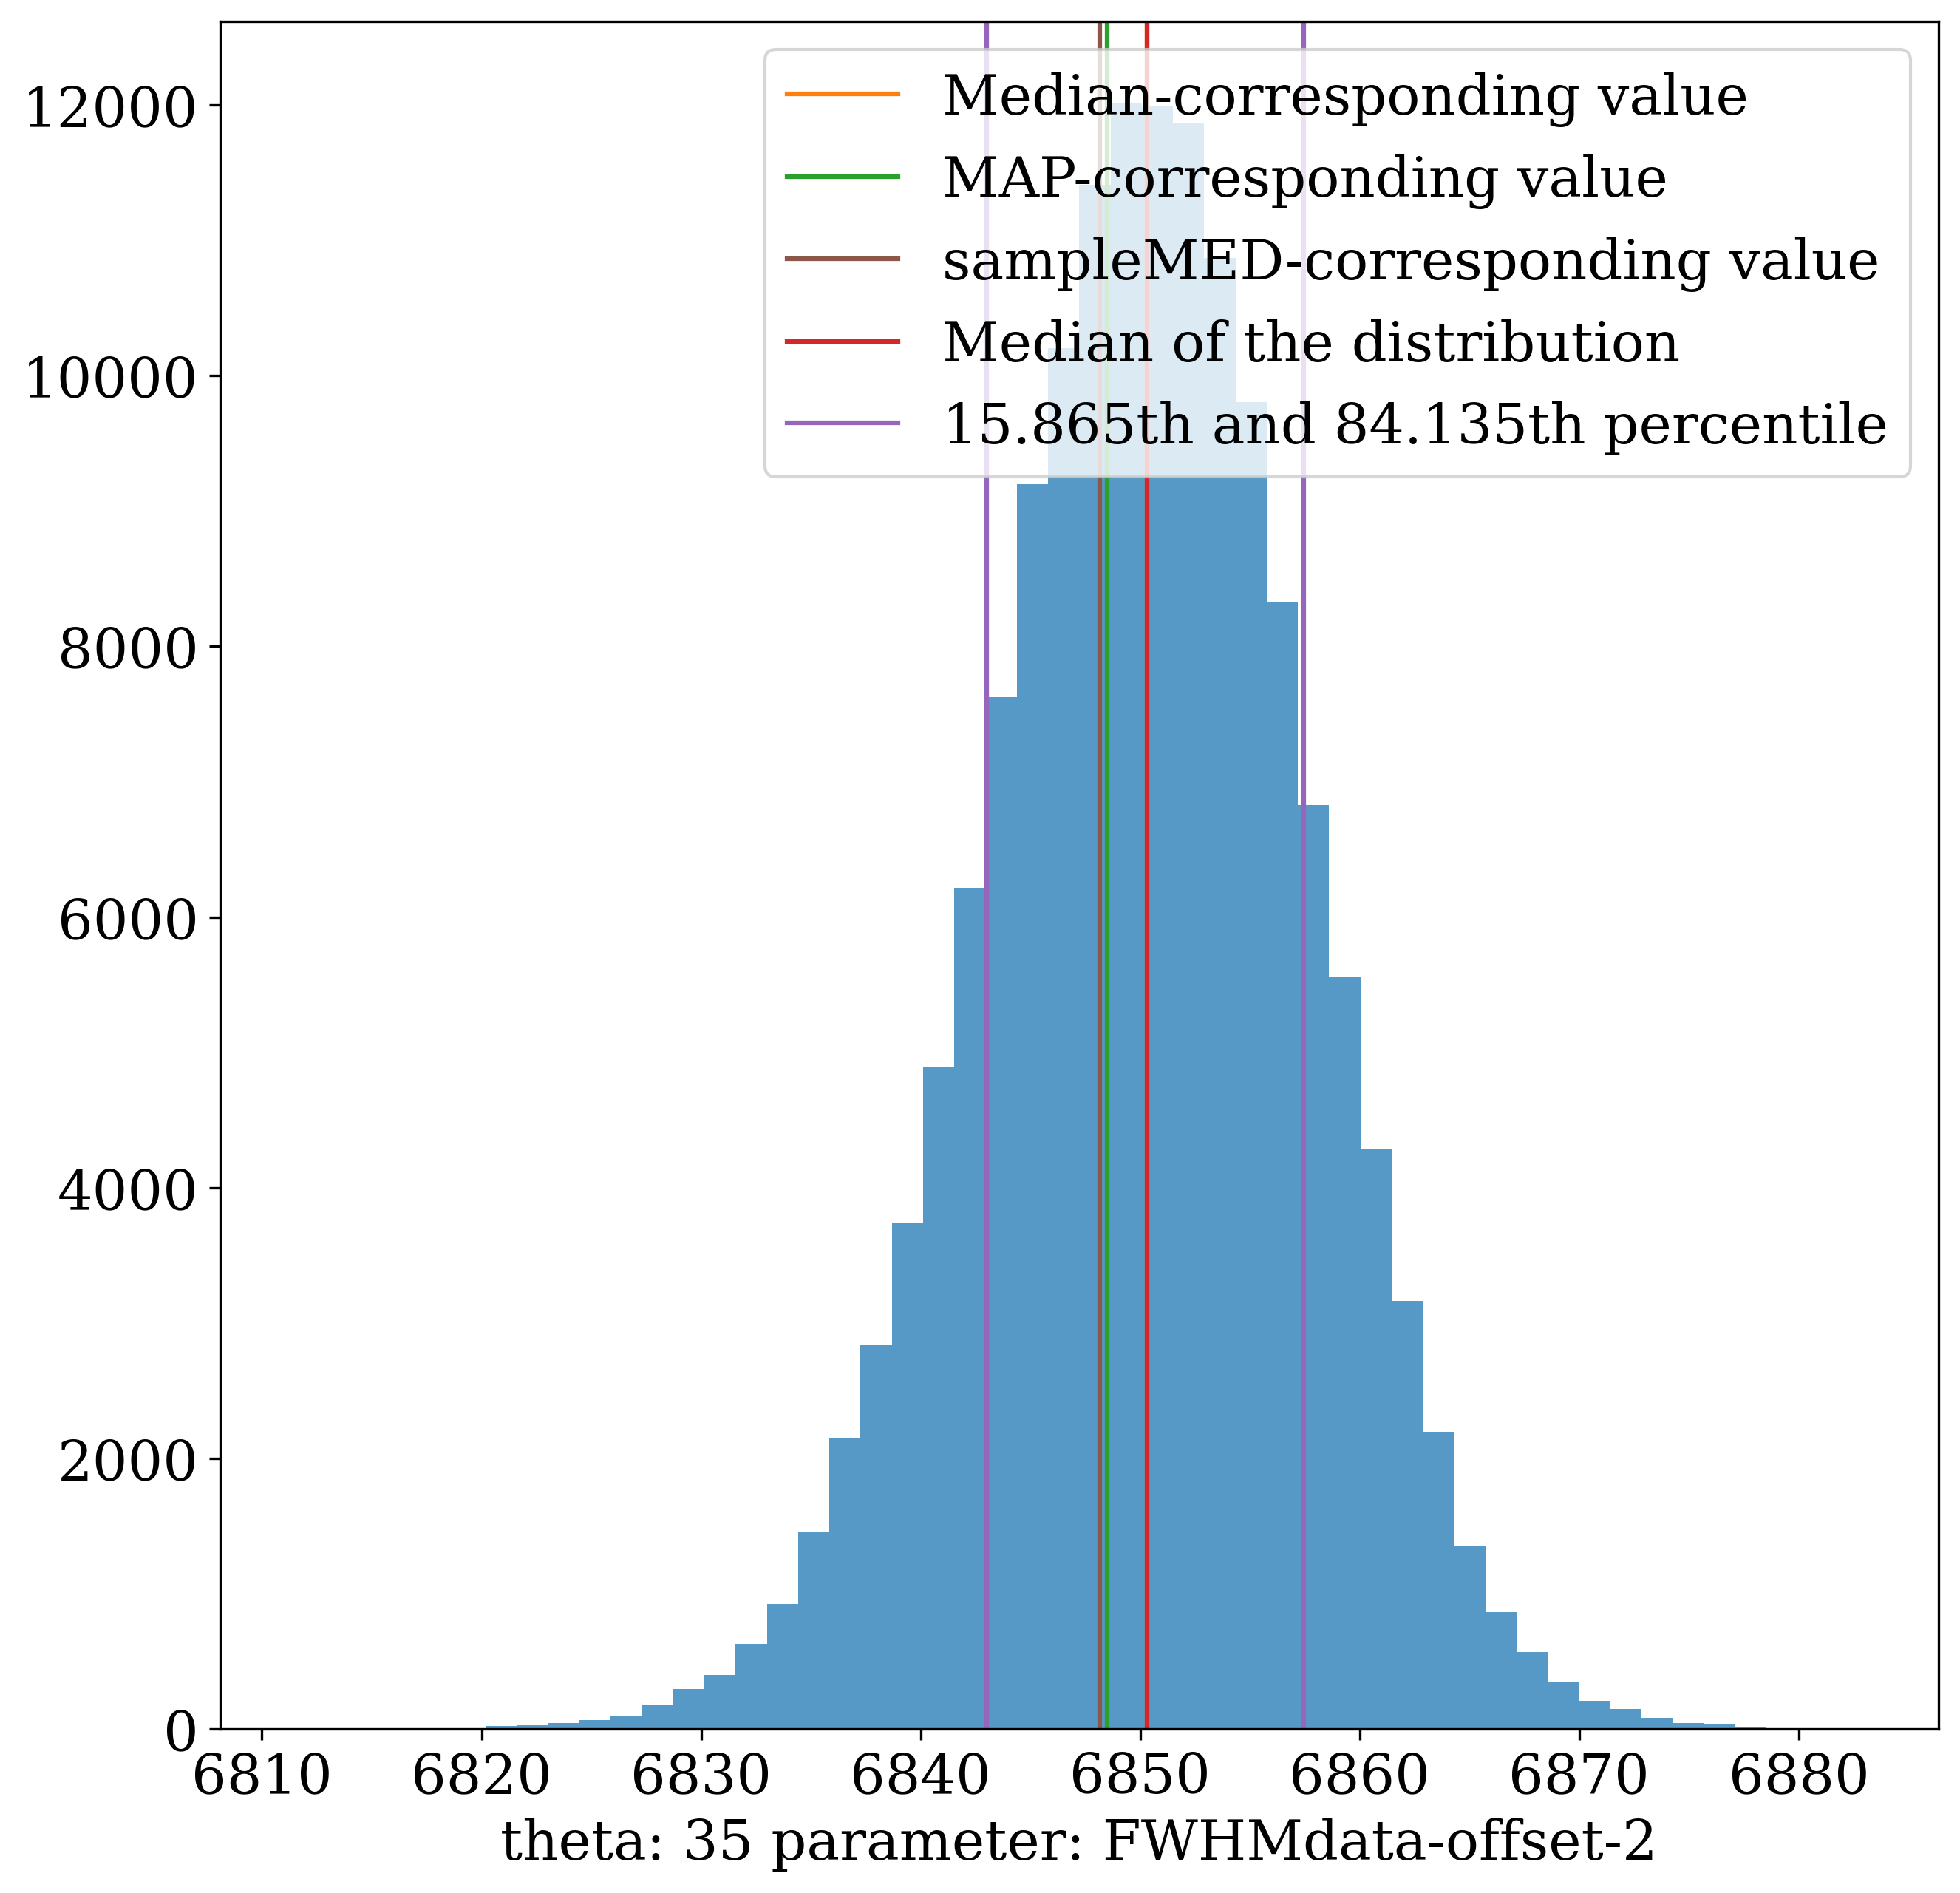 12000
10000
8000
6000
4000
2000
0
Median-corresponding value
MAP-corresponding value
sampleMED-corresponding value
Median of the distribution
15.865th and 84.135th percentile
6810 6820 6830 6840 6850 6860 6870 6880
theta: 35 parameter: FWHMdata-offset-2